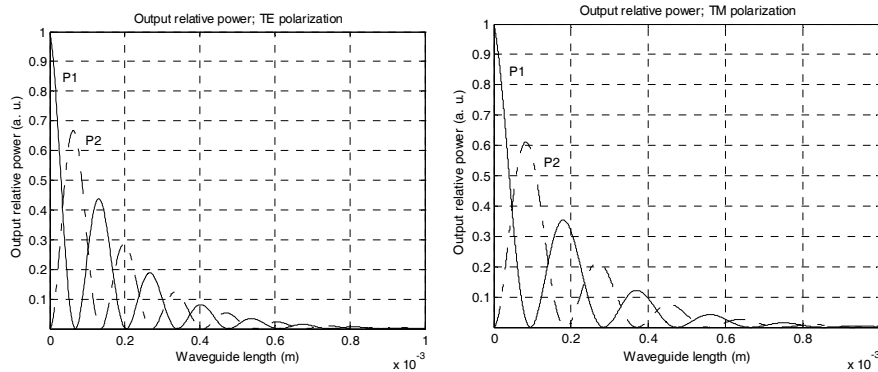 Output relative power; TE polarization
Output relative power (a. u.)
1
0.9
0.8
0.7
0.6
0.5
0.4
0.3
0.2
0.1
P1
P2
0
0.2
0.4
0.6
0.8
1
Waveguide length (m)
x 10⁻³
Output relative power; TM polarization
Output relative power (a. u.)
1
0.9
0.8
0.7
0.6
0.5
0.4
0.3
0.2
0.1
P1
P2
0
0.2
0.4
0.6
0.8
Waveguide length (m)
x 10⁻³